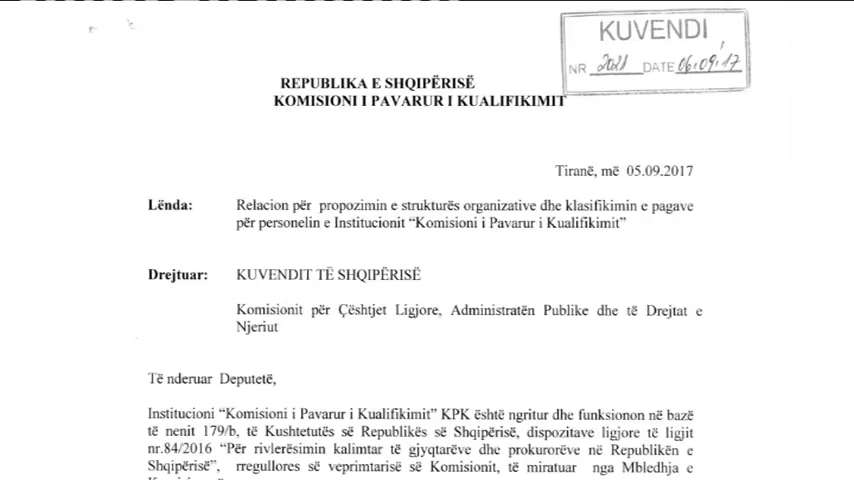 KUVENDI
NR 2021 DATE 06.09.17
REPUBLIKA E SHQIPËRISË
KOMISIONI I PAVARUR I KUALIFIKIMIT
Tiranë, më 05.09.2017
Lënda: Relacion për propozimin e strukturës organizative dhe klasifikimin e pagave
për personelin e Institucionit “Komisioni i Pavarur i Kualifikimit”
Drejtuar: KUVENDIT TË SHQIPËRISË
Komisionit për Çështjet Ligjore, Administratën Publike dhe të Drejtat e
Njeriut
Të nderuar Deputetë,
Institucioni “Komisioni i Pavarur i Kualifikimit” KPK është ngritur dhe funksionon në bazë
të nenit 179/b, të Kushtetutës së Republikës së Shqipërisë, dispozitave ligjore të ligjit
nr.84/2016 “Për rivlerësimin kalimtar të gjyqtarëve dhe prokurorëve në Republikën e
Shqipërisë”, rregullores së veprimtarisë së Komisionit, të miratuar nga Mbledhja e